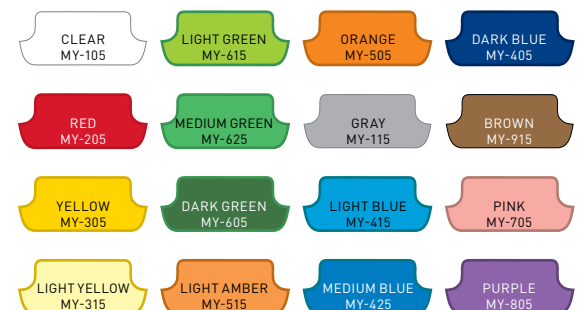 CLEAR
MY-105
LIGHT GREEN
MY-615
ORANGE
MY-505
DARK BLUE
MY-405
RED
MY-205
MEDIUM GREEN
MY-625
GRAY
MY-115
BROWN
MY-915
YELLOW
MY-305
DARK GREEN
MY-605
LIGHT BLUE
MY-415
PINK
MY-705
LIGHT YELLOW
MY-315
LIGHT AMBER
MY-515
MEDIUM BLUE
MY-425
PURPLE
MY-805